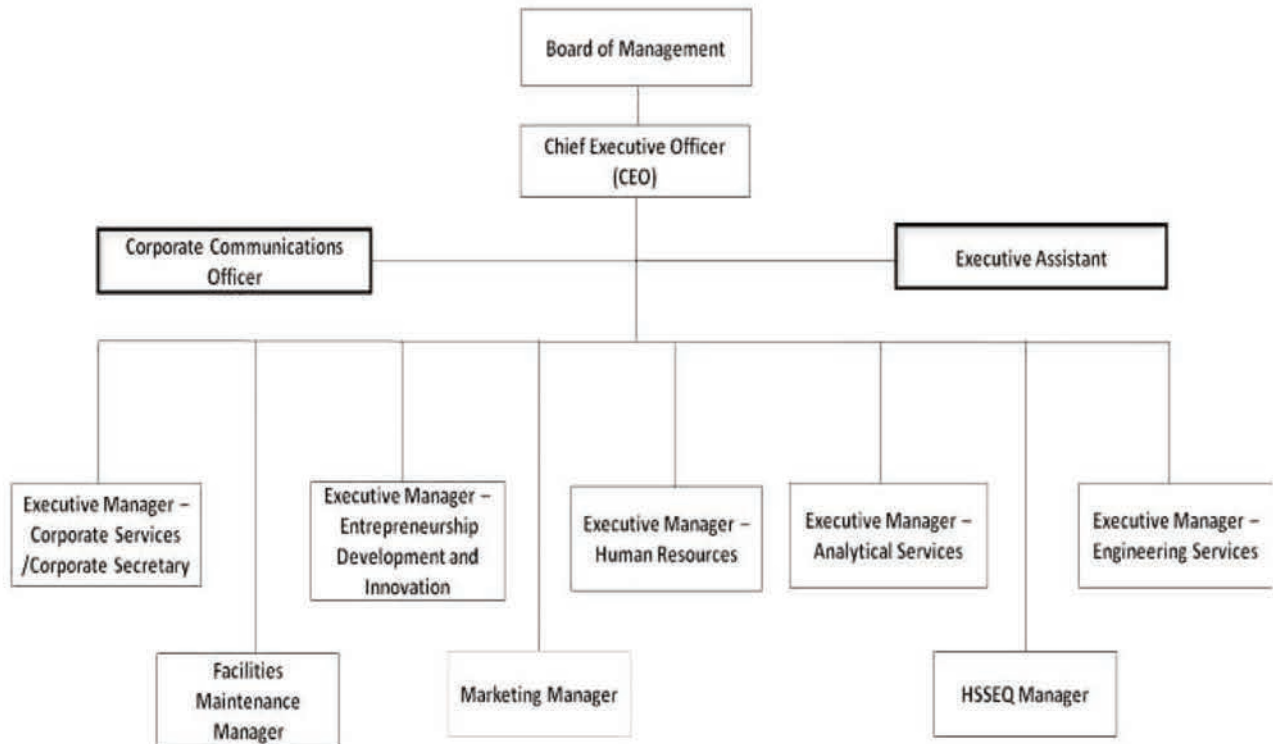 Board of Management
Chief Executive Officer
(CEO)
Corporate Communications
Officer
Executive Assistant
Executive Manager –
Corporate Services
/Corporate Secretary
Executive Manager –
Entrepreneurship
Development and
Innovation
Executive Manager –
Human Resources
Executive Manager –
Analytical Services
Executive Manager –
Engineering Services
Facilities
Maintenance
Manager
Marketing Manager
HSSEQ Manager